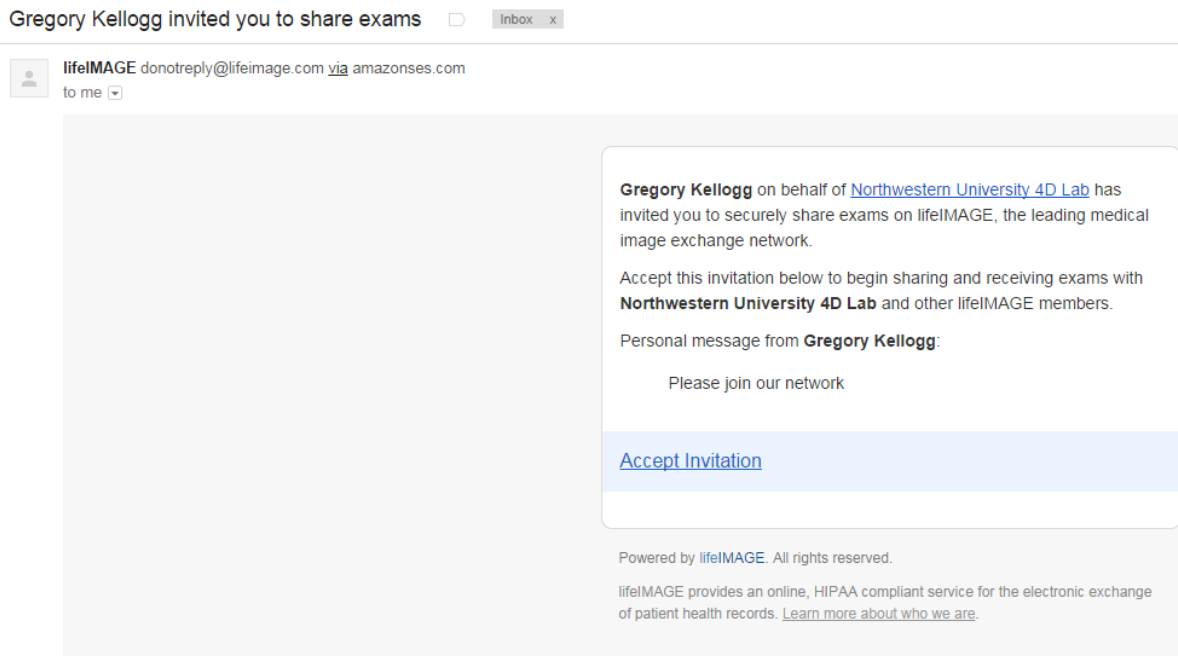 Gregory Kellogg invited you to share exams Inbox x
lifeIMAGE donotreply@lifeimage.com via amazonses.com
to me
Gregory Kellogg on behalf of Northwestern University 4D Lab has
invited you to securely share exams on lifeIMAGE, the leading medical
image exchange network.
Accept this invitation below to begin sharing and receiving exams with
Northwestern University 4D Lab and other lifeIMAGE members.
Personal message from Gregory Kellogg:
Please join our network
Accept Invitation
Powered by lifeIMAGE. All rights reserved.
lifeIMAGE provides an online, HIPAA compliant service for the electronic exchange
of patient health records. Learn more about who we are.